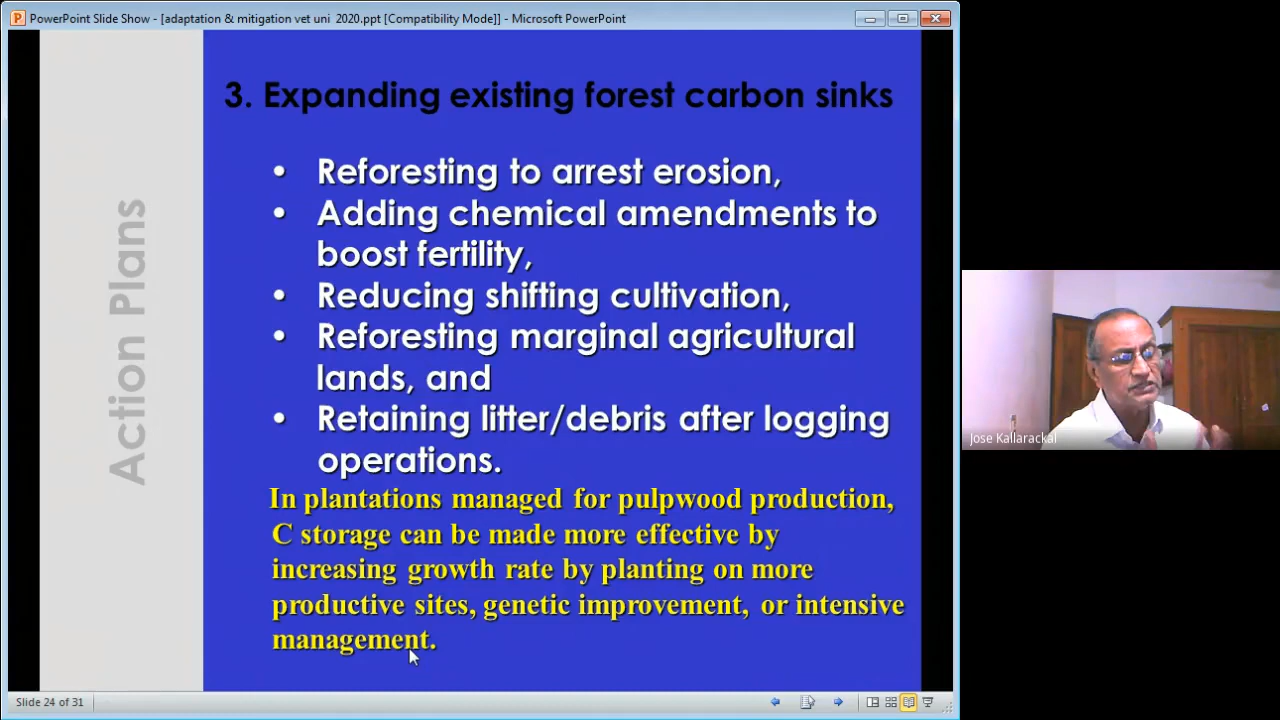 PowerPoint Slide Show - [adaptation & mitigation vet uni 2020.ppt [Compatibility Mode]] - Microsoft PowerPoint
Action Plans
3. Expanding existing forest carbon sinks
• Reforesting to arrest erosion,
• Adding chemical amendments to
boost fertility,
• Reducing shifting cultivation,
• Reforesting marginal agricultural
lands, and
• Retaining litter/debris after logging
operations.
In plantations managed for pulpwood production,
C storage can be made more effective by
increasing growth rate by planting on more
productive sites, genetic improvement, or intensive
management.
Jose Kallarackal
Slide 24 of 31